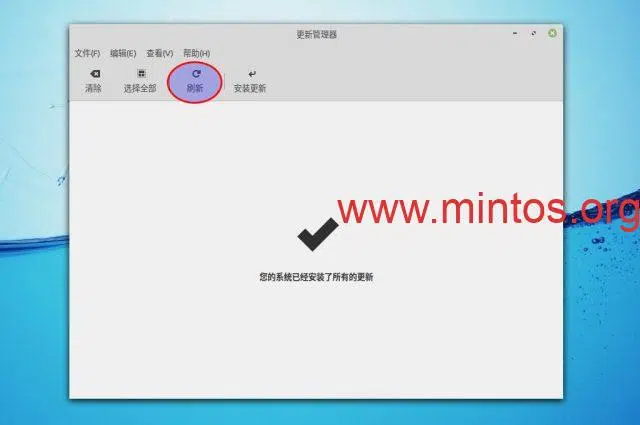 更新管理器
文件(F) 编辑(E) 查看(V) 帮助(H)
清除 选择全部 刷新 安装更新
www.mintos.org
您的系统已经安装了所有的更新